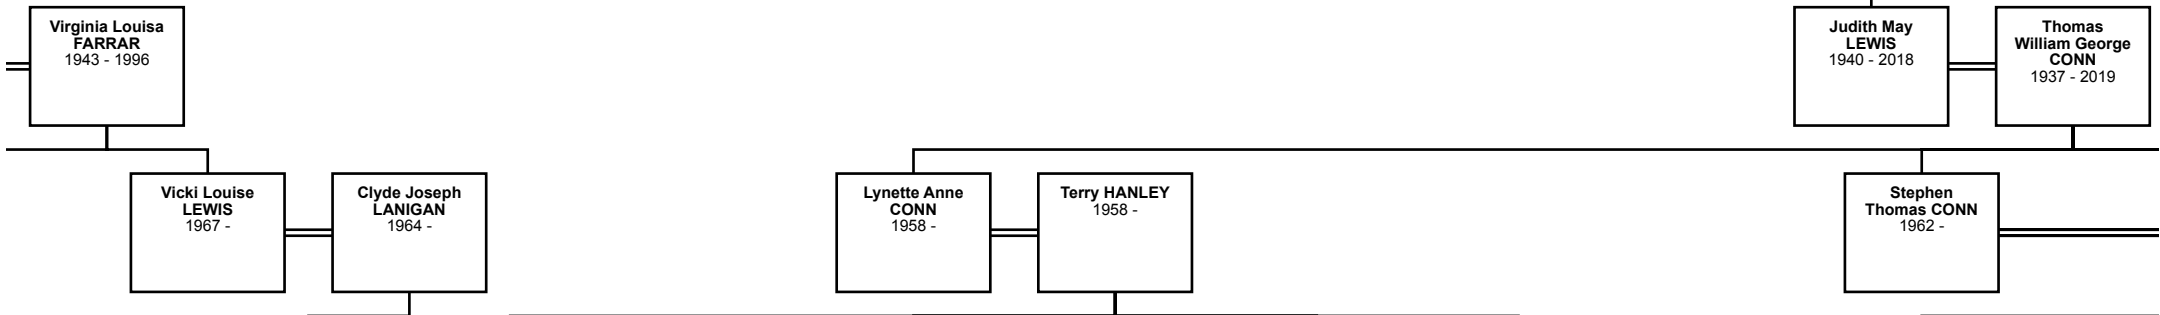 Virginia Louisa
FARRAR
1943 - 1996
Judith May
LEWIS
1940 - 2018
Thomas
William George
CONN
1937 - 2019
Vicki Louise
LEWIS
1967 -
Clyde Joseph
LANIGAN
1964 -
Lynette Anne
CONN
1958 -
Terry HANLEY
1958 -
Stephen
Thomas CONN
1962 -